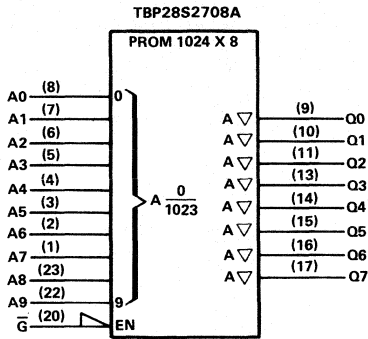 TBP28S2708A
PROM 1024 X 8
A0 (8) 0
A1 (7)
A2 (6)
A3 (5)
A4 (4)
A5 (3)
A6 (2)
A7 (1)
A8 (23)
A9 (22) 9
G (20) EN
A 0
1023
A ▽ (9) Q0
A ▽ (10) Q1
A ▽ (11) Q2
A ▽ (13) Q3
A ▽ (14) Q4
A ▽ (15) Q5
A ▽ (16) Q6
A ▽ (17) Q7